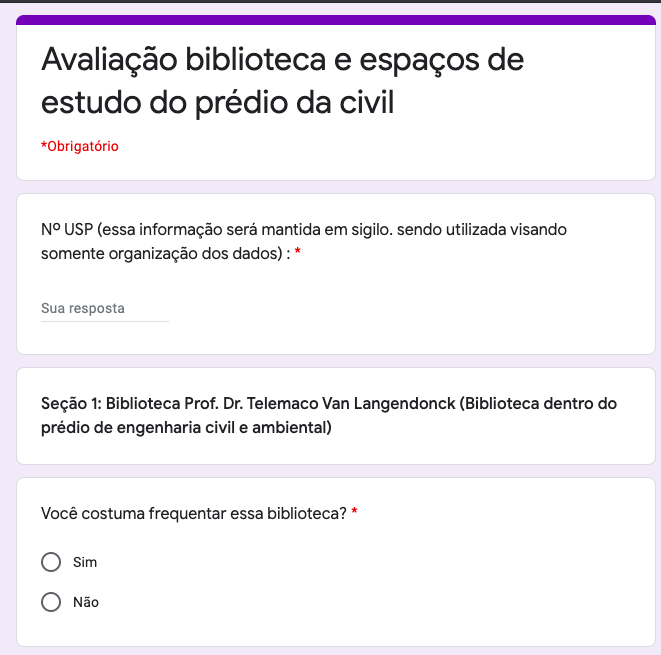 Avaliação biblioteca e espaços de
estudo do prédio da civil
*Obrigatório
Nº USP (essa informação será mantida em sigilo. sendo utilizada visando
somente organização dos dados) : *
Sua resposta
Seção 1: Biblioteca Prof. Dr. Telemaco Van Langendonck (Biblioteca dentro do
prédio de engenharia civil e ambiental)
Você costuma frequentar essa biblioteca? *
Sim
Não